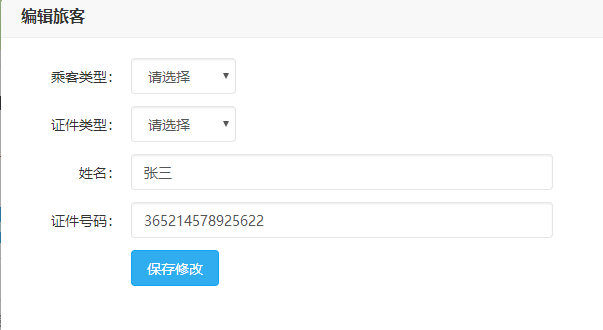 编辑旅客
乘客类型： 请选择
证件类型： 请选择
姓名： 张三
证件号码： 365214578925622
保存修改